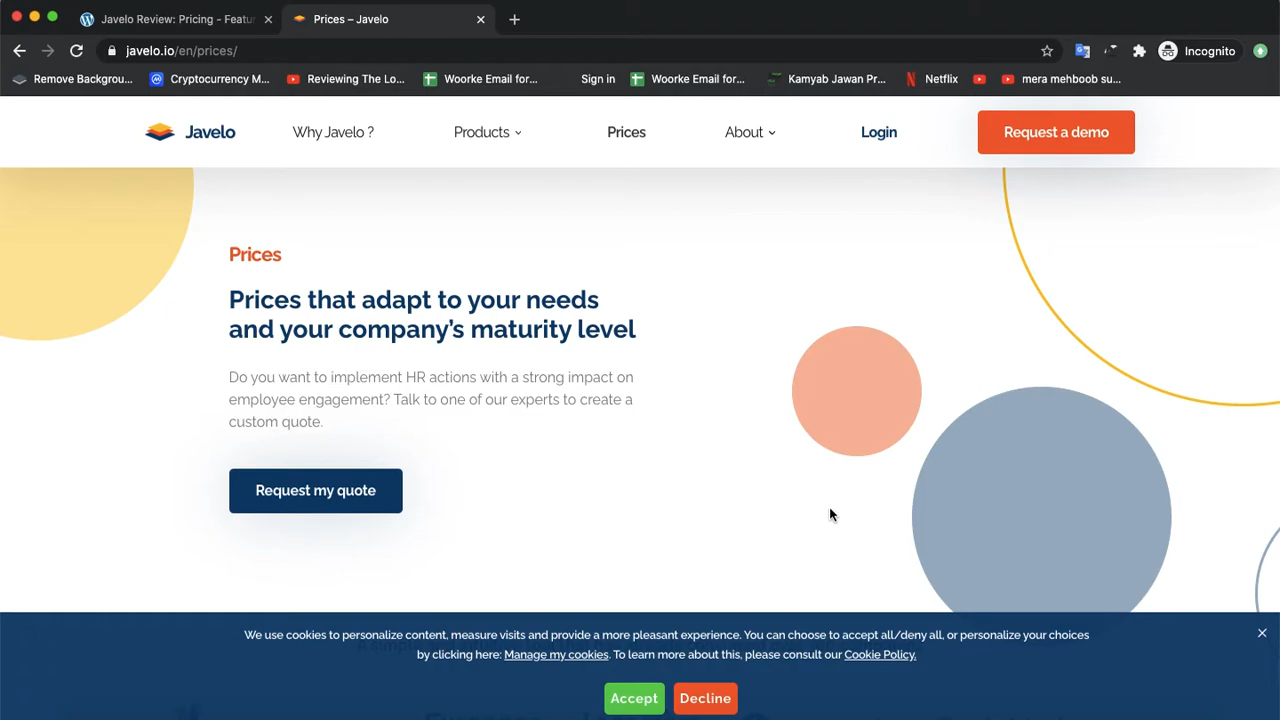 Javelo Review: Pricing - Featur
Prices – Javelo
javelo.io/en/prices/
Incognito
Remove Backgrou...
Cryptocurrency M...
Reviewing The Lo...
Woorke Email for...
Sign in
Woorke Email for...
Kamyab Jawan Pr...
Netflix
mera mehboob su...
Javelo
Why Javelo ?
Products
Prices
About
Login
Request a demo
Prices
Prices that adapt to your needs
and your company’s maturity level
Do you want to implement HR actions with a strong impact on
employee engagement? Talk to one of our experts to create a
custom quote.
Request my quote
We use cookies to personalize content, measure visits and provide a more pleasant experience. You can choose to accept all/deny all, or personalize your choices
by clicking here: Manage my cookies. To learn more about this, please consult our Cookie Policy.
Accept
Decline